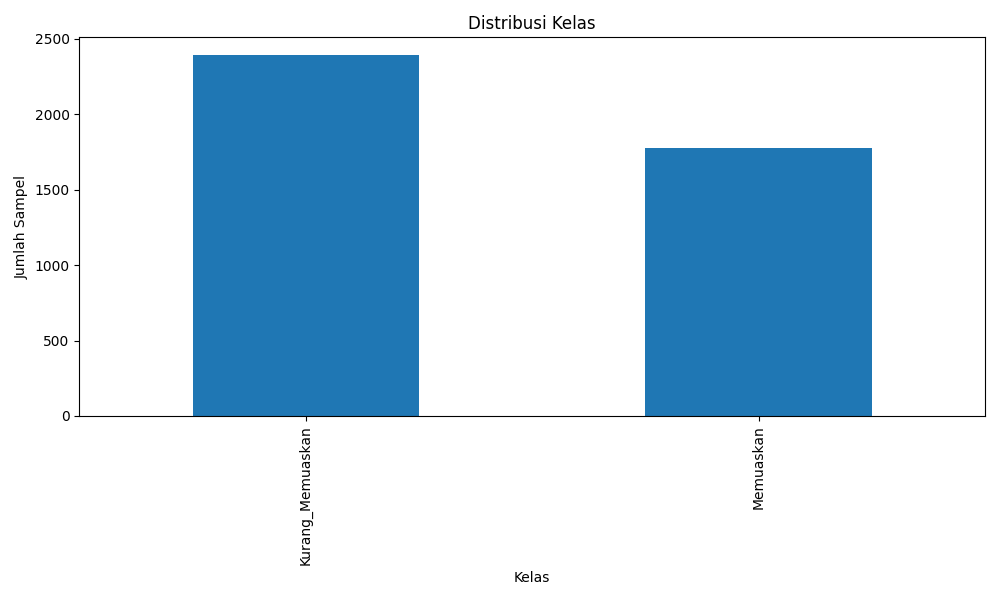 Distribusi Kelas
2500
2000
1500
1000
500
0
Jumlah Sampel
Kurang_Memuaskan
Memuaskan
Kelas